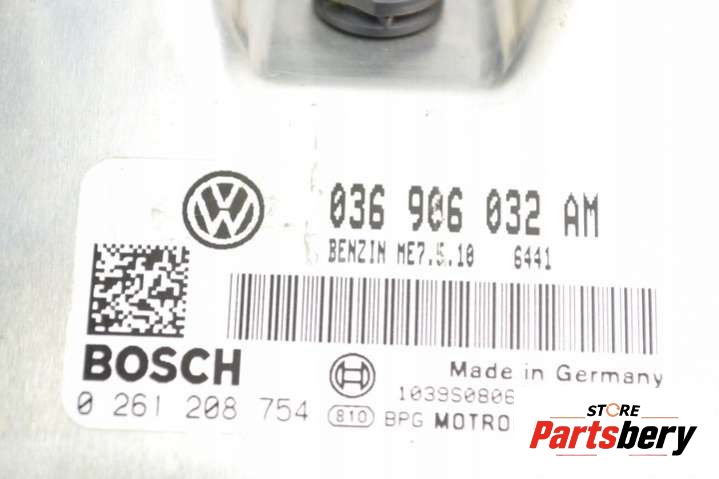 036 906 032 AM
BENZIN ME7.5.10 6441
BOSCH
Made in Germany
1039S0806
0 261 208 754
810 BPG MOTRO
STORE
Partsbery